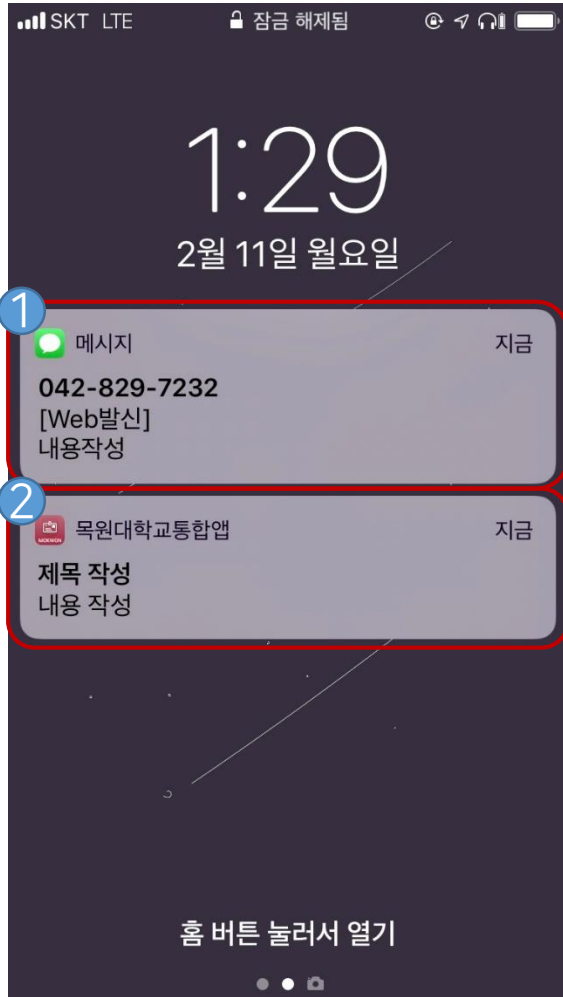 SKT LTE 잠금 해제됨
1:29
2월 11일 월요일
1
메시지 지금
042-829-7232
[Web발신]
내용작성
2
목원대학교통합앱 지금
제목 작성
내용 작성
홈 버튼 눌러서 열기